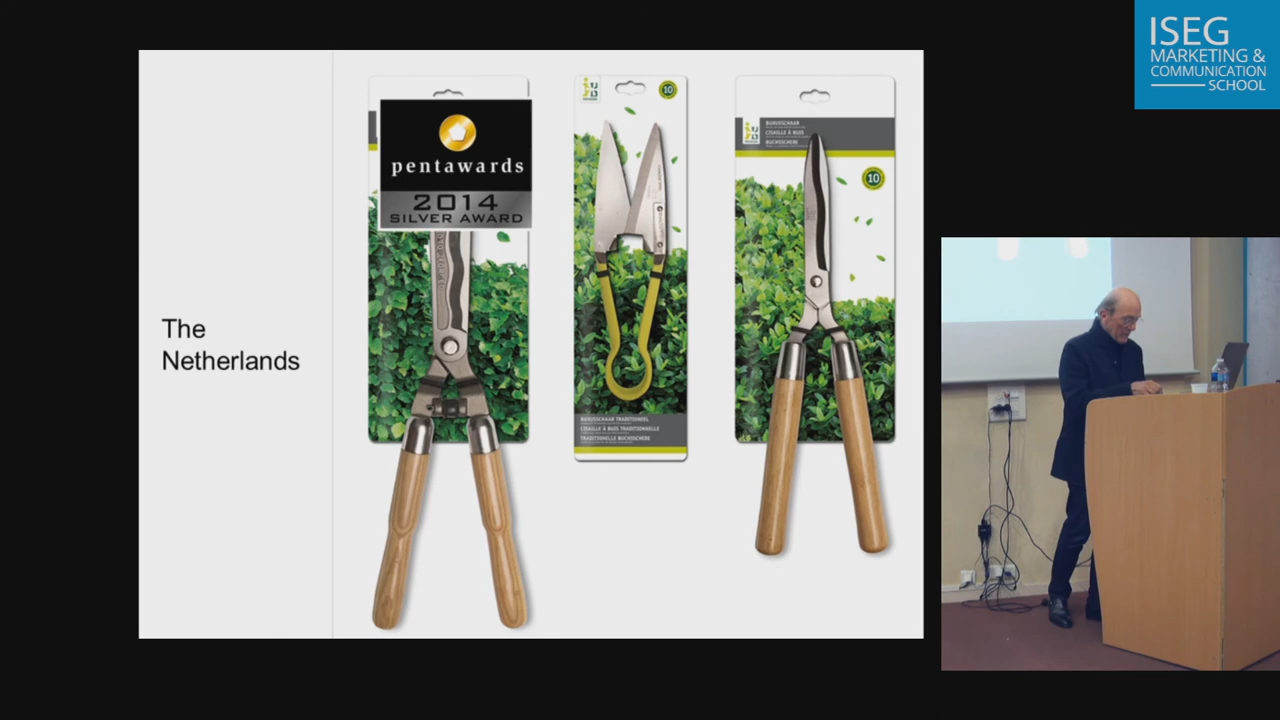 ISEG
MARKETING &
COMMUNICATION
SCHOOL
The
Netherlands
pentawards
2014
SILVER AWARD
10
BUXUSSCHAAR TRADITIONEEL
CISAILLE À BUIS TRADITIONNELLE
TRADITIONELLE BUCHSSCHERE
BUXUSSCHAAR
CISAILLE À BUIS
BUCHSSCHERE
10